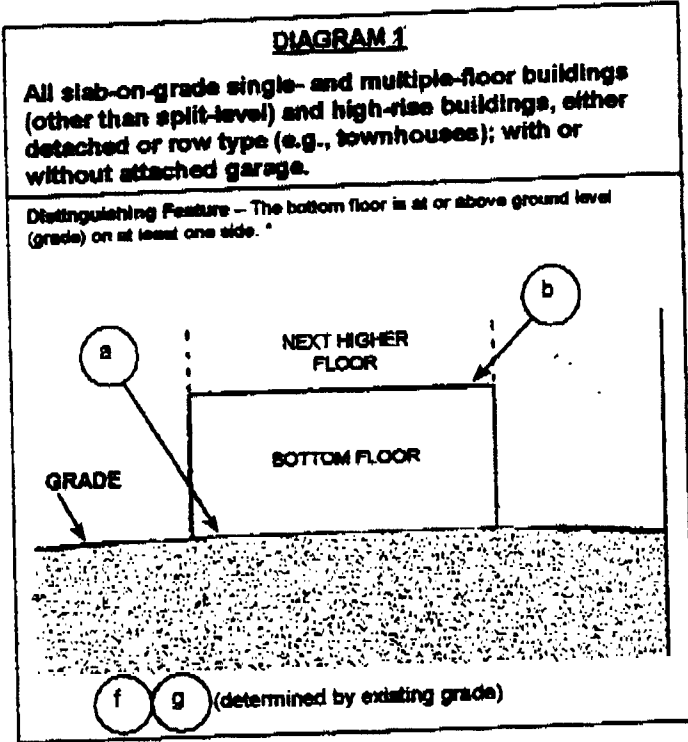 DIAGRAM 1
All slab-on-grade single- and multiple-floor buildings
(other than split-level) and high-rise buildings, either
detached or row type (e.g., townhouses); with or
without attached garage.
Distinguishing Feature – The bottom floor is at or above ground level
(grade) on at least one side. *
b
a
NEXT HIGHER
FLOOR
BOTTOM FLOOR
GRADE
f g (determined by existing grade)